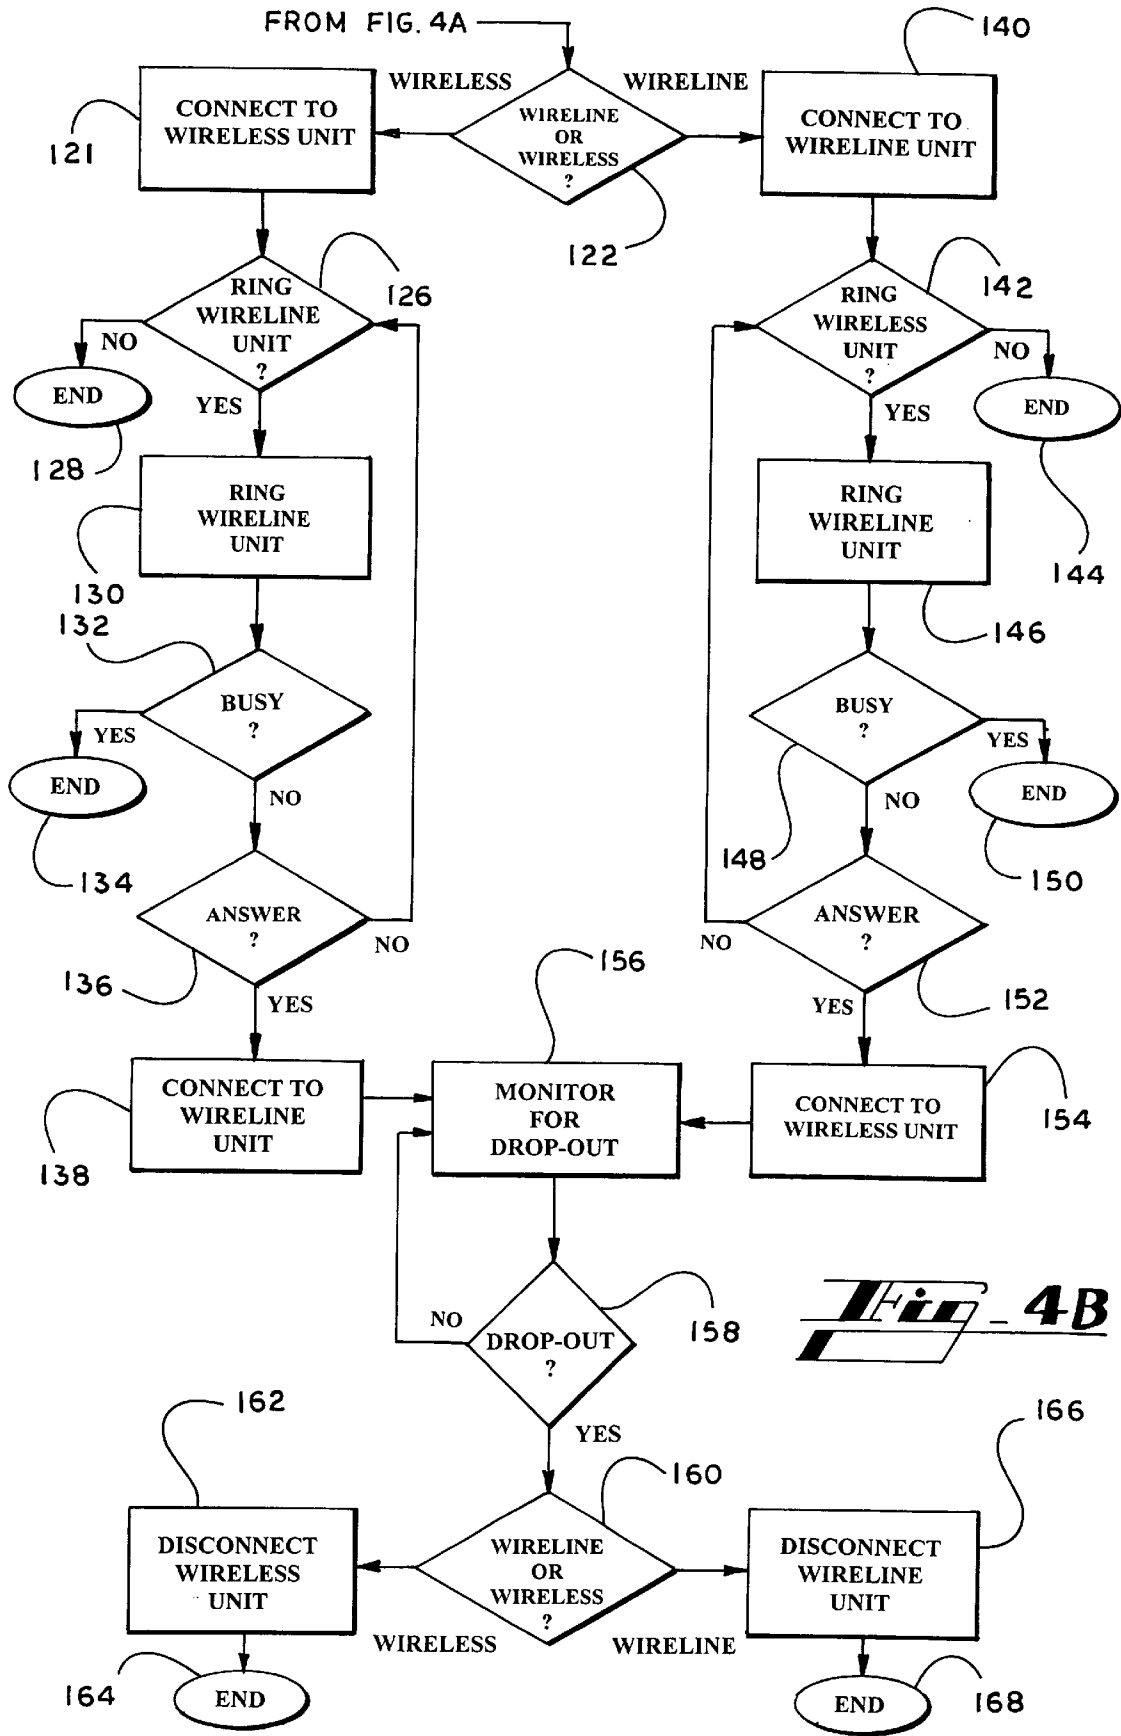 FROM FIG. 4A
140
WIRELESS
WIRELINE
CONNECT TO
WIRELESS UNIT
WIRELINE
OR
WIRELESS
?
CONNECT TO
WIRELINE UNIT
121
122
RING
WIRELINE
UNIT
?
126
142
RING
WIRELESS
UNIT
?
NO
NO
END
YES
YES
END
128
144
RING
WIRELINE
UNIT
RING
WIRELINE
UNIT
130
146
132
BUSY
?
BUSY
?
YES
YES
END
NO
NO
END
134
148
150
ANSWER
?
ANSWER
?
NO
NO
136
156
152
YES
YES
CONNECT TO
WIRELINE
UNIT
MONITOR
FOR
DROP-OUT
CONNECT TO
WIRELESS UNIT
154
138
Fig_4B
NO
DROP-OUT
?
158
YES
162
160
166
DISCONNECT
WIRELESS
UNIT
WIRELINE
OR
WIRELESS
?
DISCONNECT
WIRELINE
UNIT
WIRELESS
WIRELINE
164
END
END
168